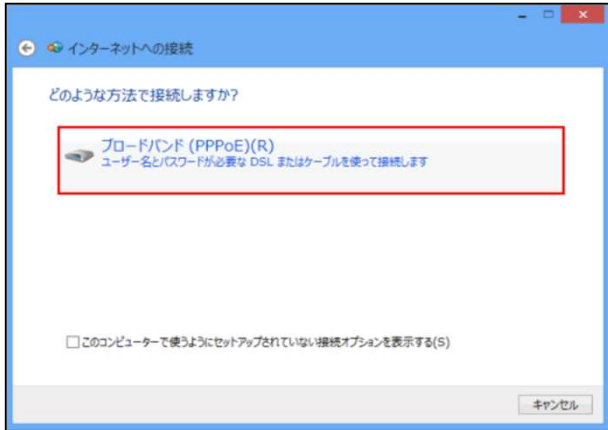 インターネットへの接続
どのような方法で接続しますか?
ブロードバンド (PPPoE)(R)
ユーザー名とパスワードが必要な DSL またはケーブルを使って接続します
このコンピューターで使うようにセットアップされていない接続オプションを表示する(S)
キャンセル